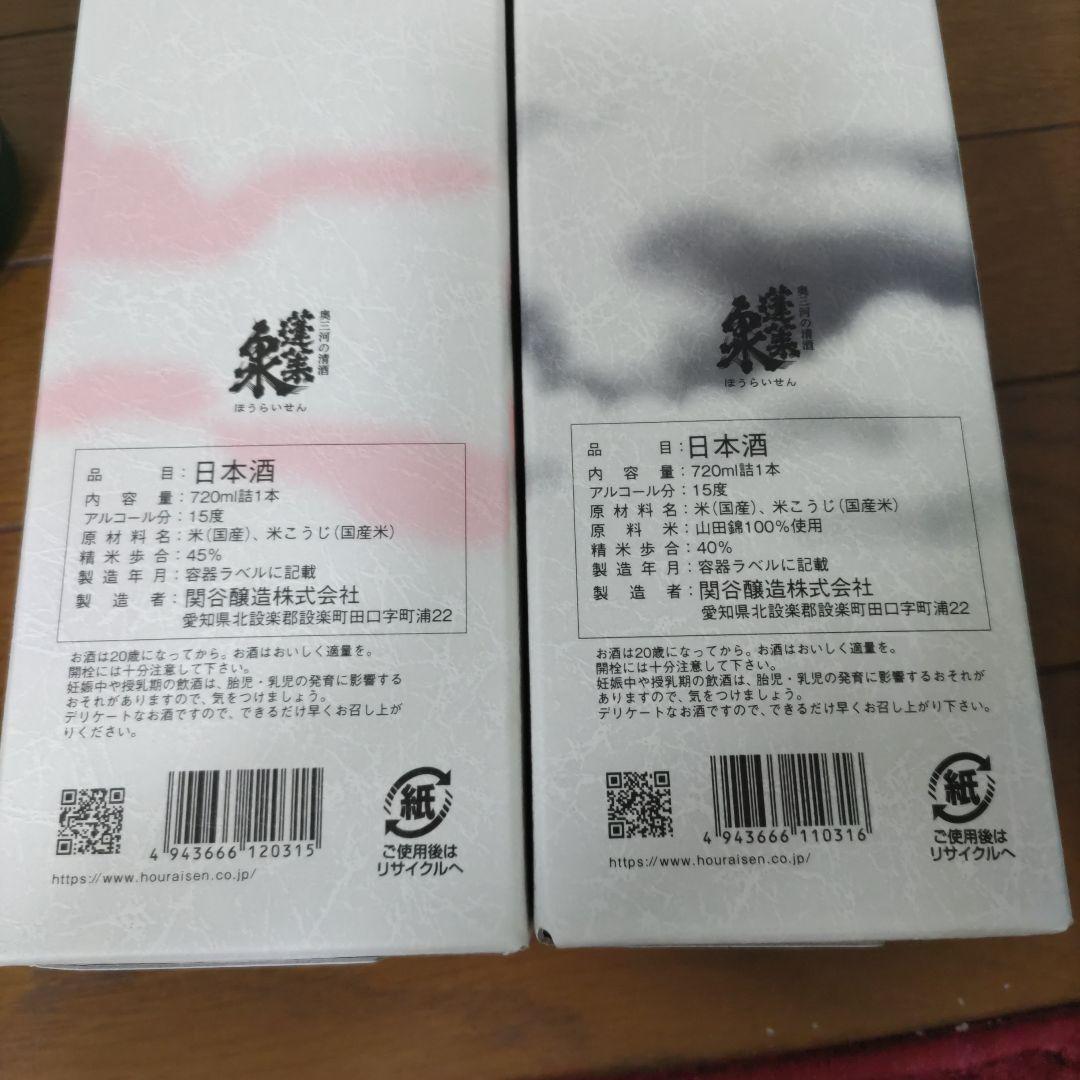 奥三河の清酒
蓬莱泉
ほうらいせん
品目：日本酒
内容量：720ml詰1本
アルコール分：15度
原材料名：米（国産）、米こうじ（国産米）
精米歩合：45%
製造年月：容器ラベルに記載
製造者：関谷醸造株式会社
愛知県北設楽郡設楽町田口字町浦22
お酒は20歳になってから。お酒はおいしく適量を。
開栓には十分注意して下さい。
妊娠中や授乳期の飲酒は、胎児・乳児の発育に影響する
おそれがありますので、気をつけましょう。
デリケートなお酒ですので、できるだけ早くお召し上が
りください。
4 943666 120315
https://www.houraisen.co.jp/
紙
ご使用後は
リサイクルへ
奥三河の清酒
蓬莱泉
ほうらいせん
品目：日本酒
内容量：720ml詰1本
アルコール分：15度
原材料名：米（国産）、米こうじ（国産米）
原料米：山田錦100%使用
精米歩合：40%
製造年月：容器ラベルに記載
製造者：関谷醸造株式会社
愛知県北設楽郡設楽町田口字町浦22
お酒は20歳になってから。お酒はおいしく適量を。
開栓には十分注意して下さい。
妊娠中や授乳期の飲酒は、胎児・乳児の発育に影響するおそれが
ありますので、気をつけましょう。
デリケートなお酒ですので、できるだけ早くお召し上がり下さい。
4 943666 110316
https://www.houraisen.co.jp/
紙
ご使用後は
リサイクルへ